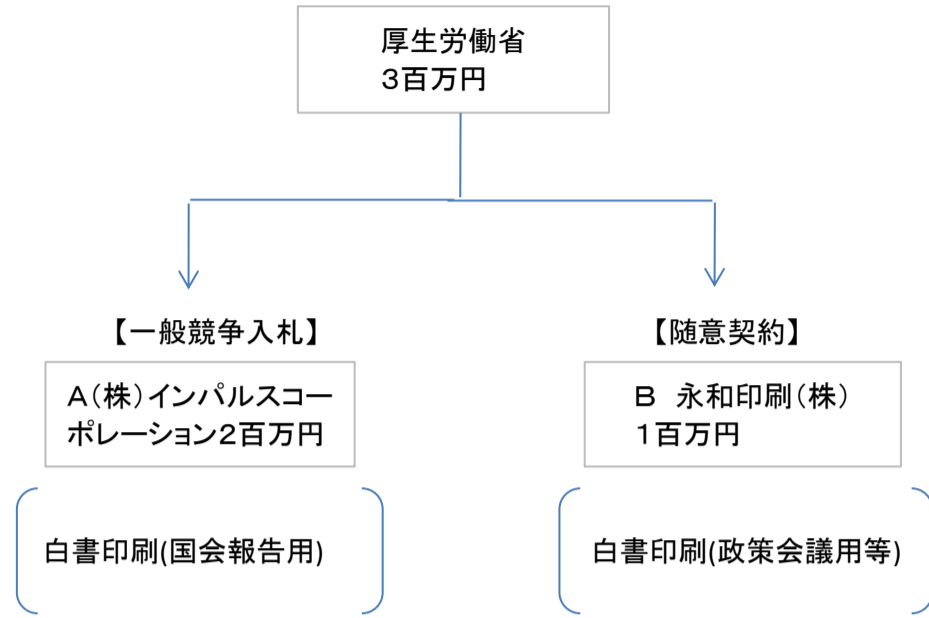 厚生労働省
3百万円
【一般競争入札】
【随意契約】
A(株)インパルスコー
ポレーション2百万円
B 永和印刷(株)
1百万円
白書印刷(国会報告用)
白書印刷(政策会議用等)